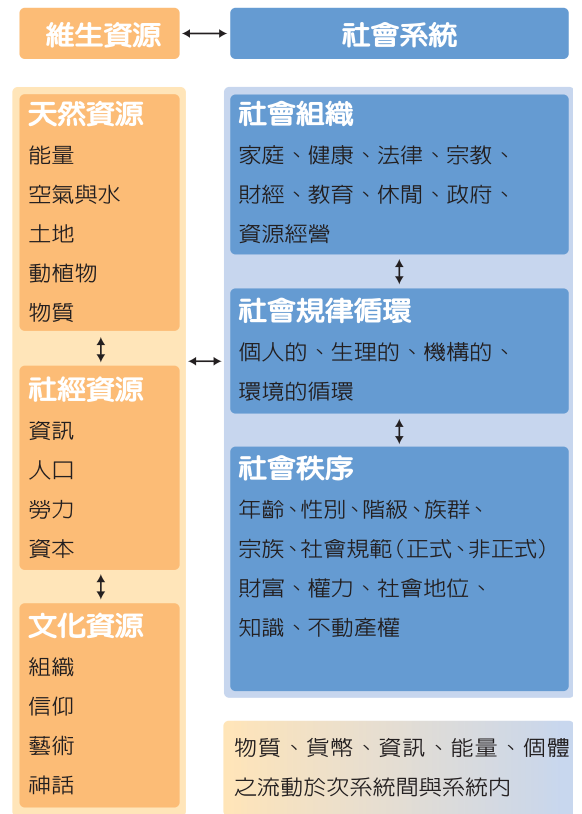 維生資源
社會系統
天然資源
能量
空氣與水
土地
動植物
物質
社經資源
資訊
人口
勞力
資本
文化資源
組織
信仰
藝術
神話
社會組織
家庭、健康、法律、宗教、
財經、教育、休閒、政府、
資源經營
社會規律循環
個人的、生理的、機構的、
環境的循環
社會秩序
年齡、性別、階級、族群、
宗族、社會規範（正式、非正式）
財富、權力、社會地位、
知識、不動產權
物質、貨幣、資訊、能量、個體
之流動於次系統間與系統內